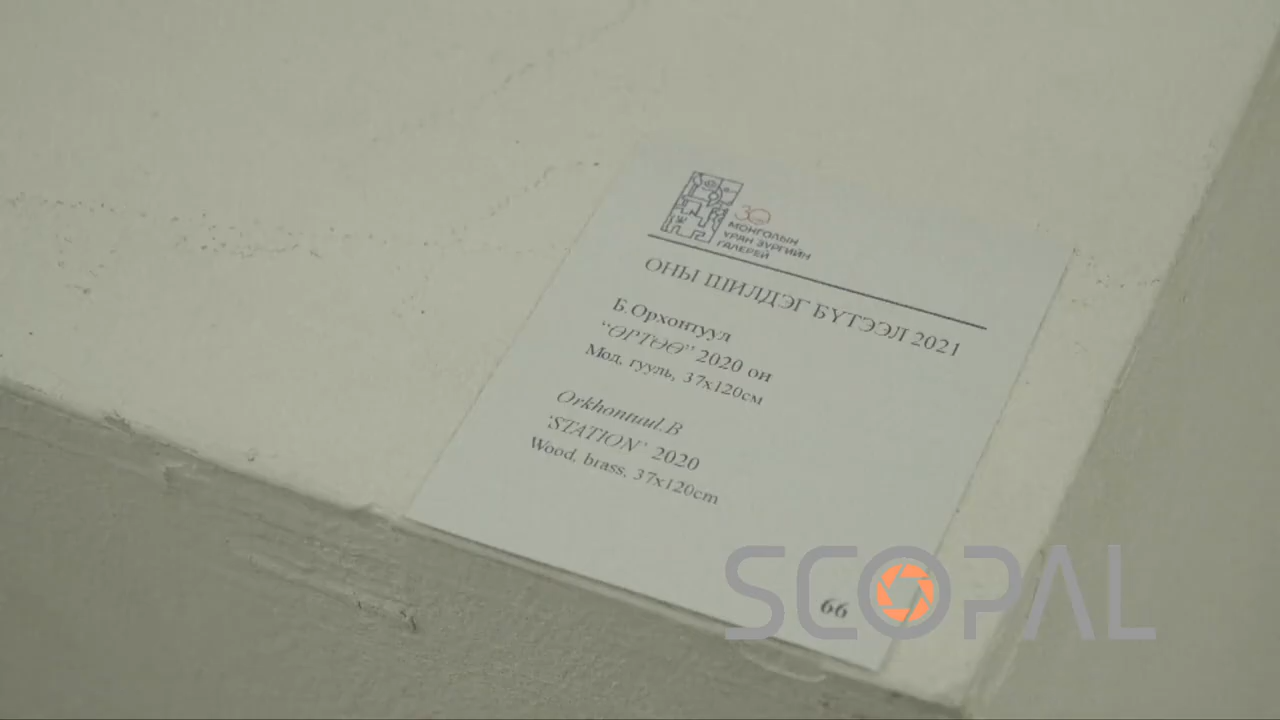 30
МОНГОЛЫН
УРАН ЗУРГИЙН
ГАЛЕРЕЙ
ОНЫ ШИЛДЭГ БҮТЭЭЛ 2021
Б.Орхонтуул
“ӨРТӨӨ” 2020 он
Мод, гууль, 37x120см
Orkhontuul.B
‘STATION’ 2020
Wood, brass, 37x120cm
66
SCOPAL